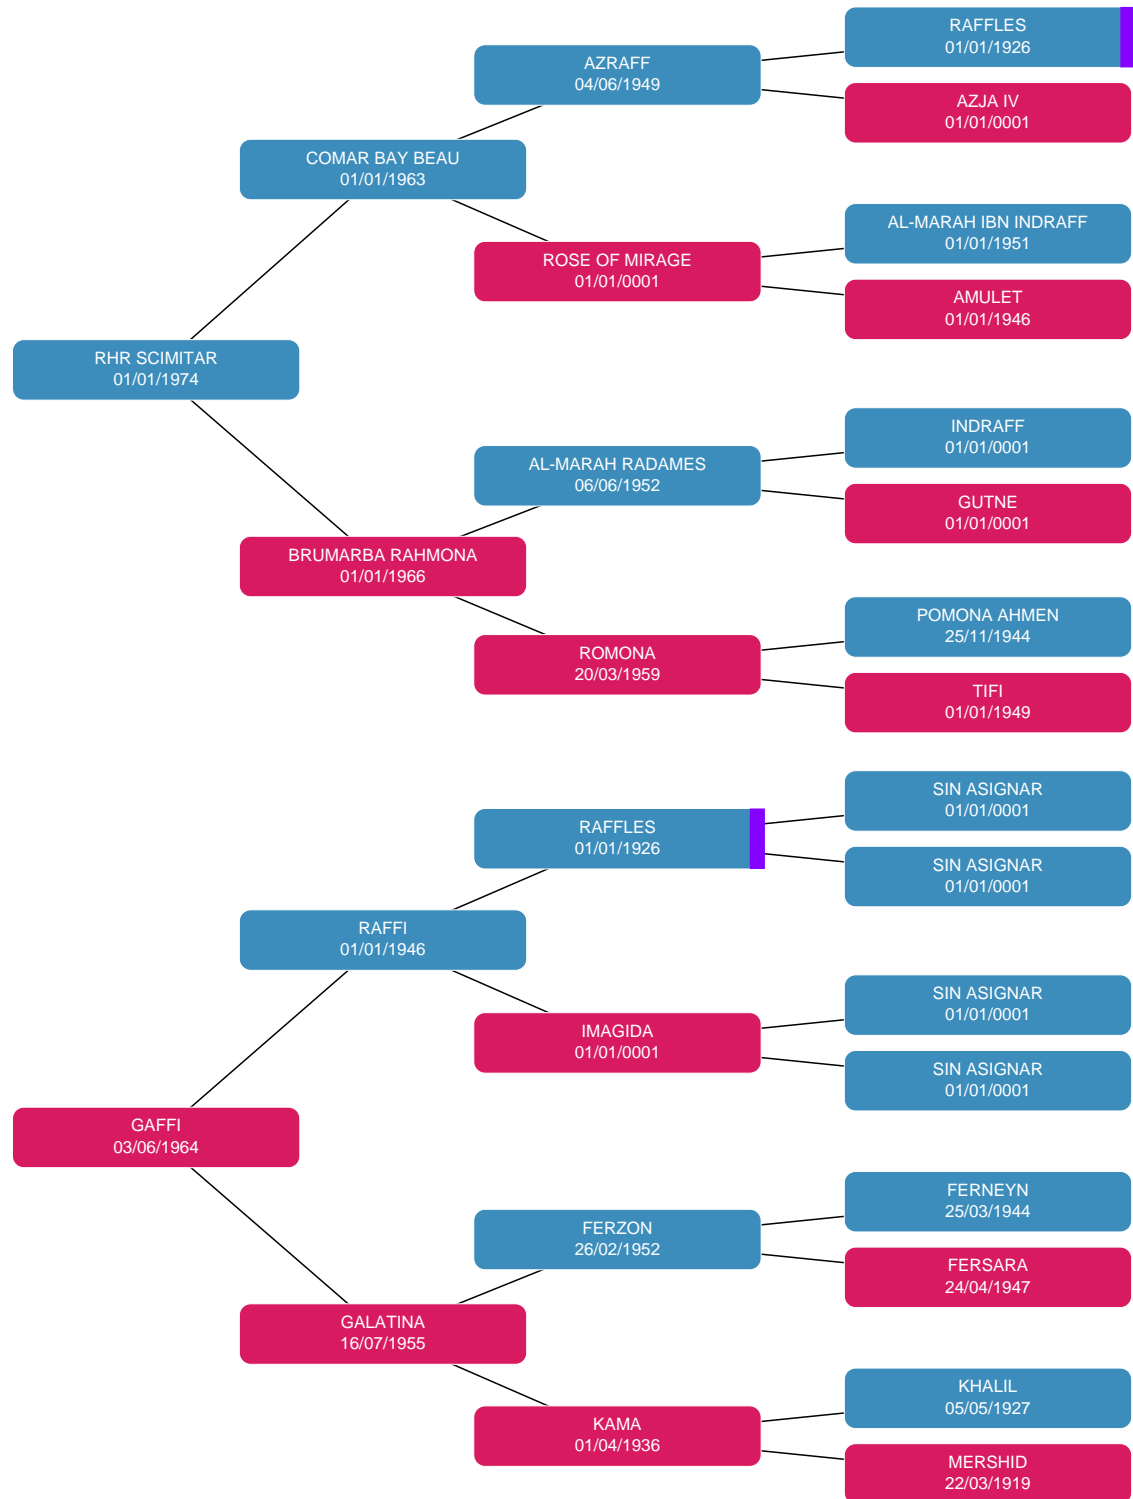 RAFFLES
01/01/1926
AZRAFF
04/06/1949
AZJA IV
01/01/0001
COMAR BAY BEAU
01/01/1963
AL-MARAH IBN INDRAFF
01/01/1951
ROSE OF MIRAGE
01/01/0001
AMULET
01/01/1946
RHR SCIMITAR
01/01/1974
INDRAFF
01/01/0001
AL-MARAH RADAMES
06/06/1952
GUTNE
01/01/0001
BRUMARBA RAHMONA
01/01/1966
POMONA AHMEN
25/11/1944
ROMONA
20/03/1959
TIFI
01/01/1949
SIN ASIGNAR
01/01/0001
RAFFLES
01/01/1926
SIN ASIGNAR
01/01/0001
RAFFI
01/01/1946
SIN ASIGNAR
01/01/0001
IMAGIDA
01/01/0001
SIN ASIGNAR
01/01/0001
GAFFI
03/06/1964
FERNEYN
25/03/1944
FERZON
26/02/1952
FERSARA
24/04/1947
GALATINA
16/07/1955
KHALIL
05/05/1927
KAMA
01/04/1936
MERSHID
22/03/1919